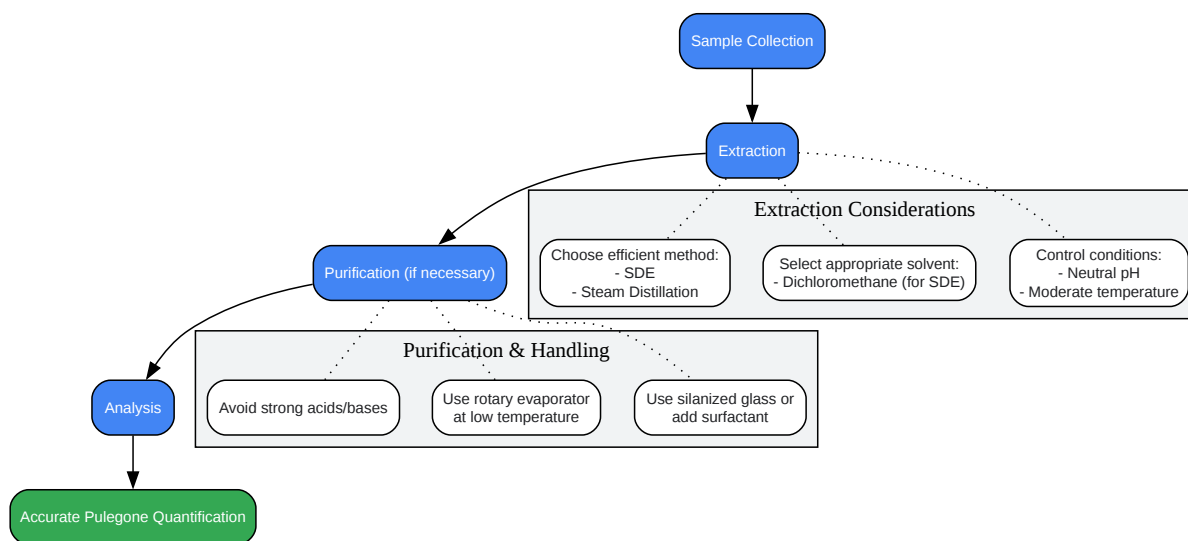 Sample Collection
Extraction
Extraction Considerations
Choose efficient method:
- SDE
- Steam Distillation
Select appropriate solvent:
- Dichloromethane (for SDE)
Control conditions:
- Neutral pH
- Moderate temperature
Purification (if necessary)
Purification & Handling
Avoid strong acids/bases
Use rotary evaporator
at low temperature
Use silanized glass or
add surfactant
Analysis
Accurate Pulegone Quantification